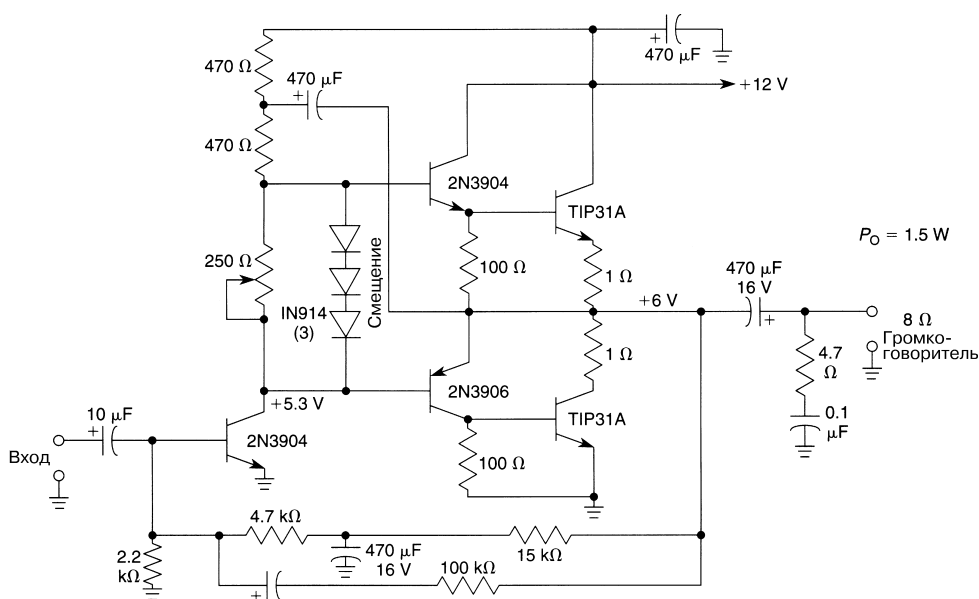 470 Ω
470 μF
+
470 μF
+
+12 V
470 Ω
2N3904
TIP31A
250 Ω
IN914
(3)
Смещение
100 Ω
1 Ω
+6 V
470 μF
16 V
+
P_O = 1.5 W
8 Ω
Громко-
говоритель
4.7
Ω
0.1
μF
1 Ω
2N3906
TIP31A
100 Ω
+5.3 V
10 μF
+
2N3904
Вход
4.7 kΩ
2.2
kΩ
470 μF
16 V
15 kΩ
100 kΩ
+